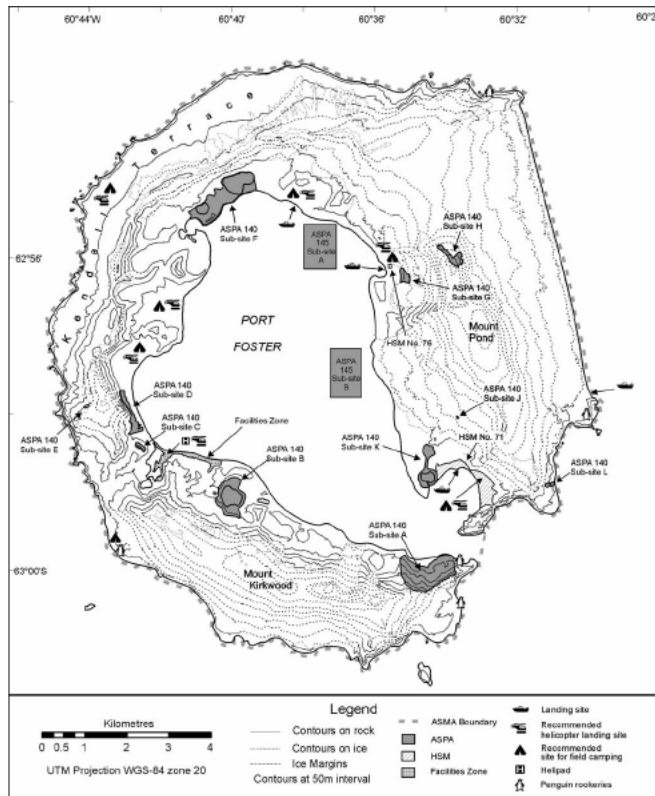 60°44'W
60°40'
60°36'
60°32'
60°2
Kendall Terrace
ASPA 140
Sub-site F
ASPA
145
Sub-site
A
ASPA 140
Sub-site H
62°56'
ASPA 140
Sub-site G
PORT
FOSTER
HSM No. 76
Mount
Pond
ASPA
145
Sub-site
B
ASPA 140
Sub-site D
ASPA 140
Sub-site J
ASPA 140
Sub-site C
Facilities Zone
ASPA 140
Sub-site E
ASPA 140
Sub-site K
HSM No. 71
ASPA 140
Sub-site B
ASPA 140
Sub-site L
ASPA 140
Sub-site A
63°00'S
Mount
Kirkwood
Kilometres
0 0.5 1 2 3 4
UTM Projection WGS-84 zone 20
Legend
Contours on rock
Contours on ice
Ice Margins
Contours at 50m interval
ASMA Boundary
ASPA
HSM
Facilities Zone
Landing site
Recommended
helicopter landing site
Recommended
site for field camping
H Helipad
Penguin rookeries